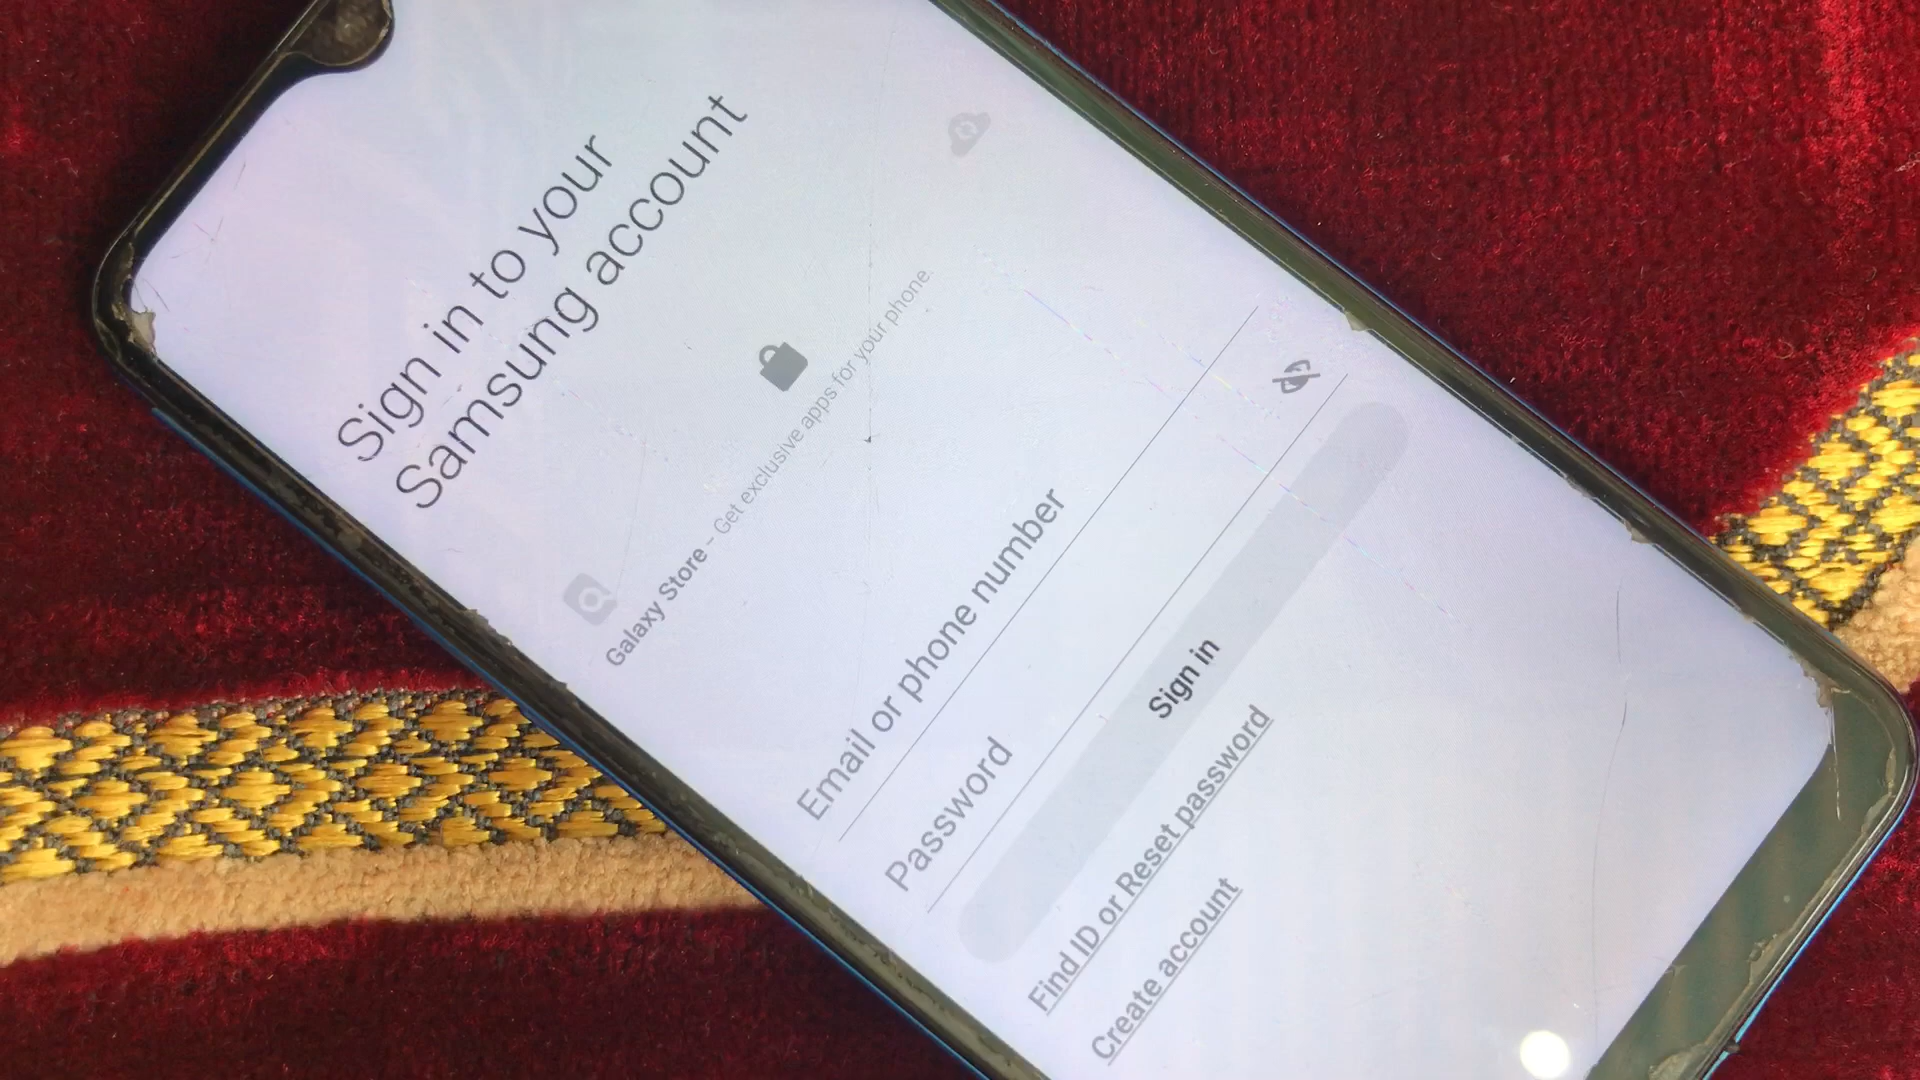 Sign in to your
Samsung account
Galaxy Store - Get exclusive apps for your phone.
Email or phone number
Password
Sign in
Find ID or Reset password
Create account